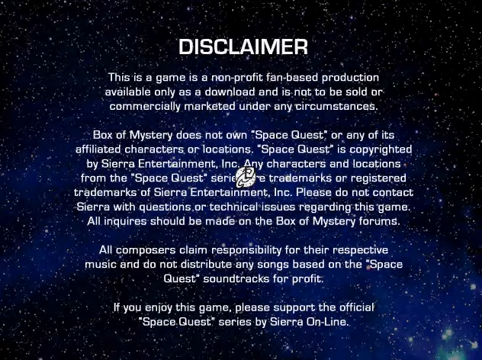 DISCLAIMER
This is a game is a non-profit fan-based production
available only as a download and is not to be sold or
commercially marketed under any circumstances.
Box of Mystery does not own "Space Quest" or any of its
affiliated characters or locations. "Space Quest" is copyrighted
by Sierra Entertainment, Inc. Any characters and locations
from the "Space Quest" serie trademarks or registered
trademarks of Sierra Entertainment, Inc. Please do not contact
Sierra with questions or technical issues regarding this game.
All inquires should be made on the Box of Mystery forums.
All composers claim responsibility for their respective
music and do not distribute any songs based on the "Space
Quest" soundtracks for profit.
If you enjoy this game, please support the official
"Space Quest" series by Sierra On-Line.